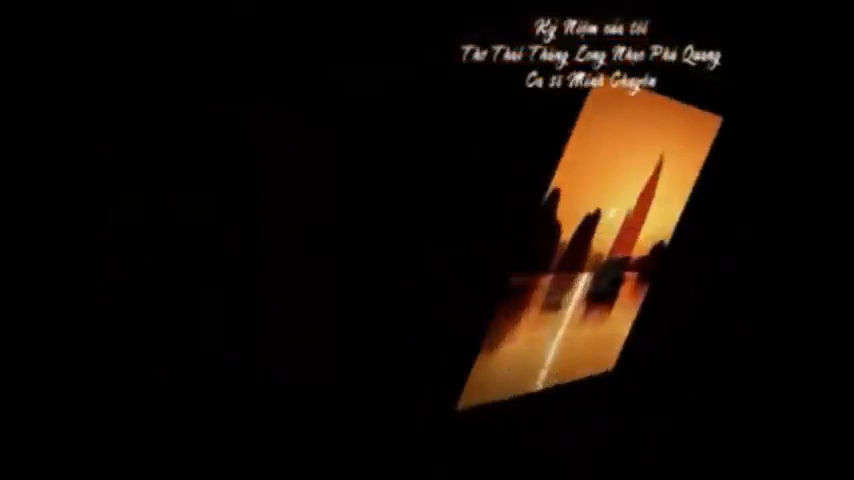 Kỷ Niệm của tôi
Thơ Thái Thăng Long Nhạc Phú Quang
Ca sĩ Minh Chuyên